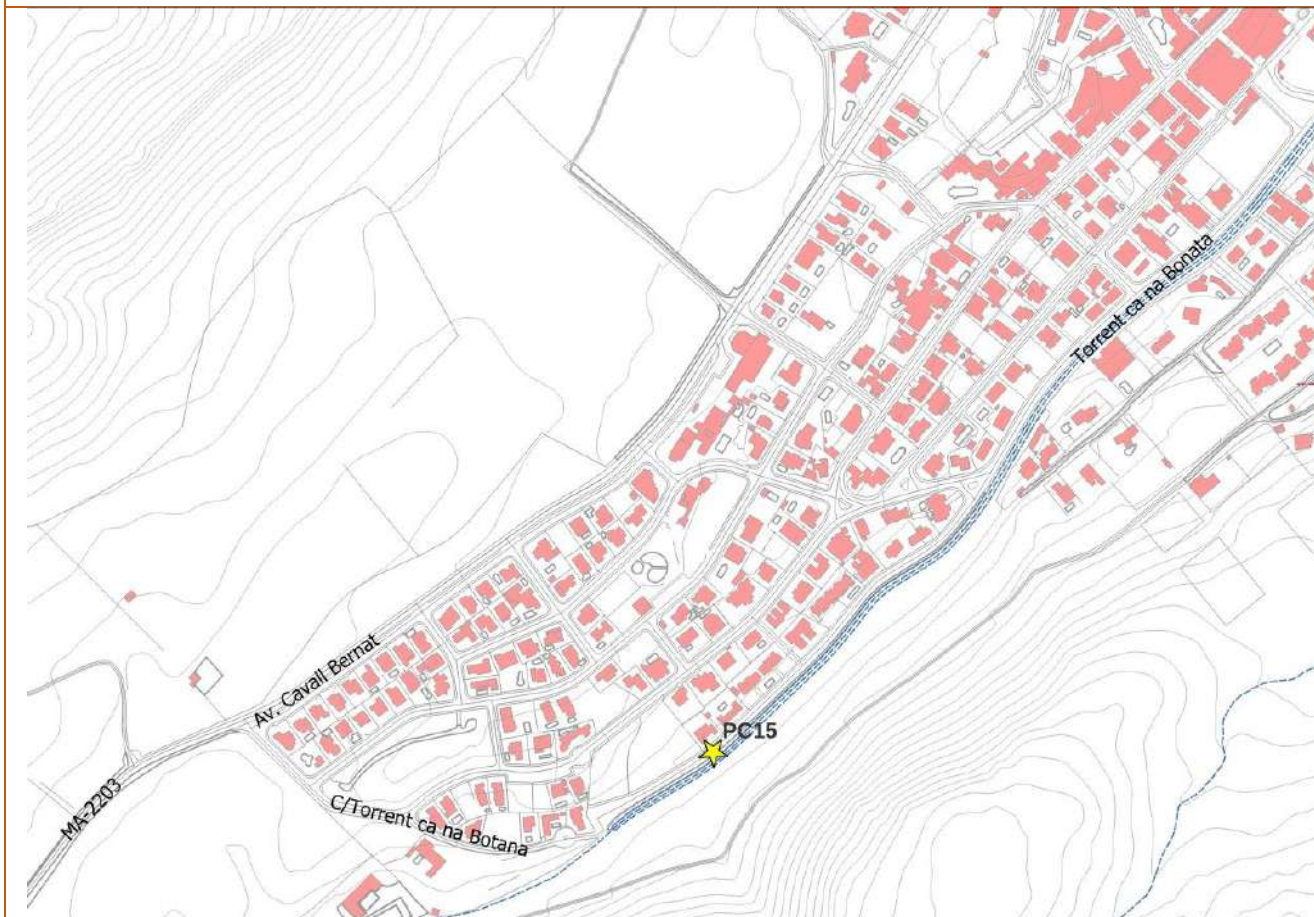 Torrent ca na Bonata
Av. Cavall Bernat
PC15
MA-2203
C/Torrent ca na Botana